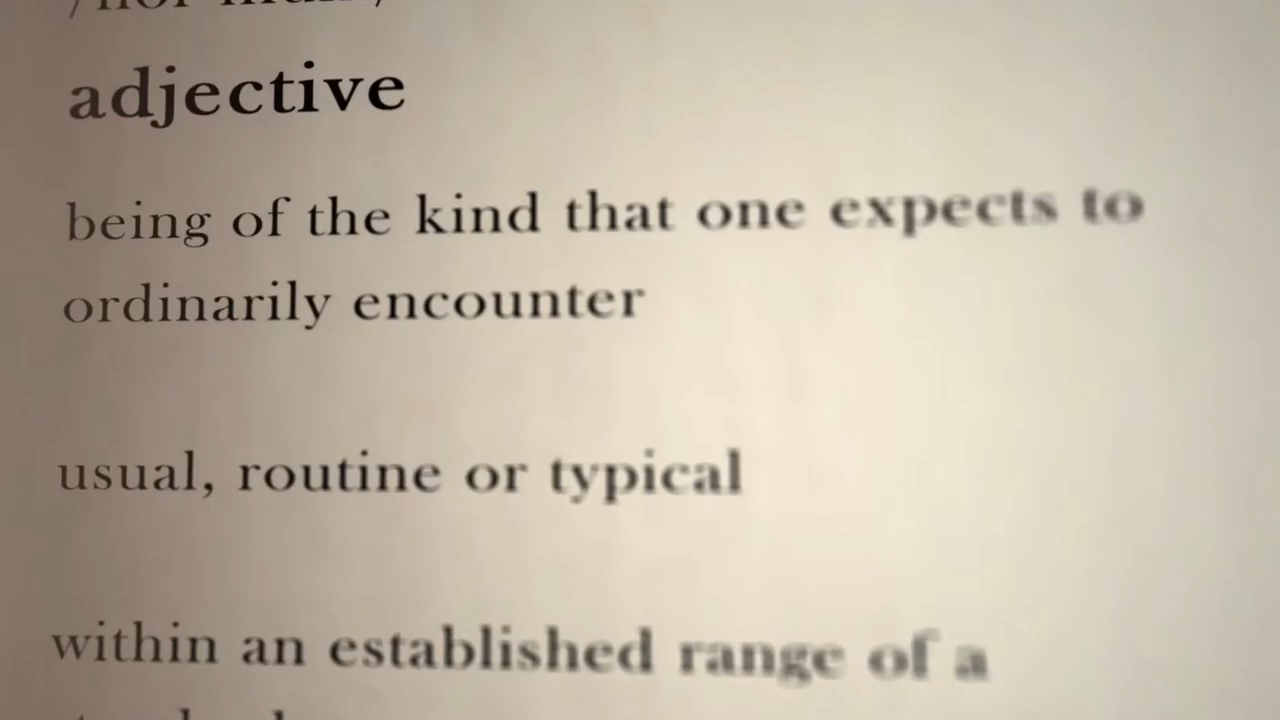 adjective
being of the kind that one expects to
ordinarily encounter
usual, routine or typical
within an established range of a